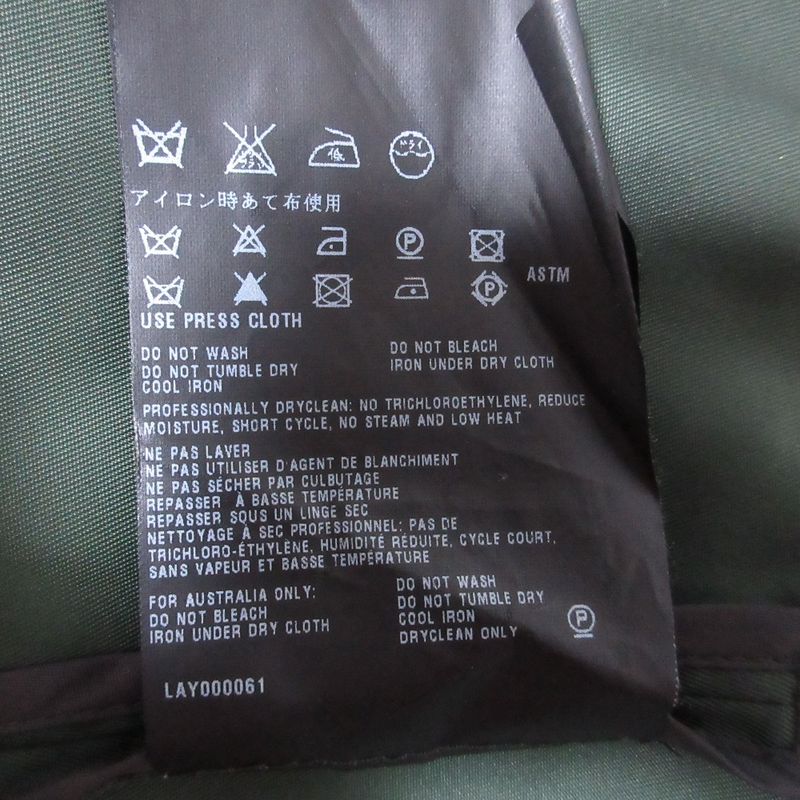 低
ドライ
アイロン時あて布使用
P
P
ASTM
USE PRESS CLOTH
DO NOT WASH
DO NOT TUMBLE DRY
COOL IRON
DO NOT BLEACH
IRON UNDER DRY CLOTH
PROFESSIONALLY DRYCLEAN: NO TRICHLOROETHYLENE, REDUCE
MOISTURE, SHORT CYCLE, NO STEAM AND LOW HEAT
NE PAS LAVER
NE PAS UTILISER D'AGENT DE BLANCHIMENT
NE PAS SÉCHER PAR CULBUTAGE
REPASSER À BASSE TEMPÉRATURE
REPASSER SOUS UN LINGE SEC
NETTOYAGE À SEC PROFESSIONNEL: PAS DE
TRICHLORO-ÉTHYLÈNE, HUMIDITÉ RÉDUITE, CYCLE COURT,
SANS VAPEUR ET BASSE TEMPÉRATURE
FOR AUSTRALIA ONLY:
DO NOT BLEACH
IRON UNDER DRY CLOTH
DO NOT WASH
DO NOT TUMBLE DRY
COOL IRON
DRYCLEAN ONLY
P
LAY000061